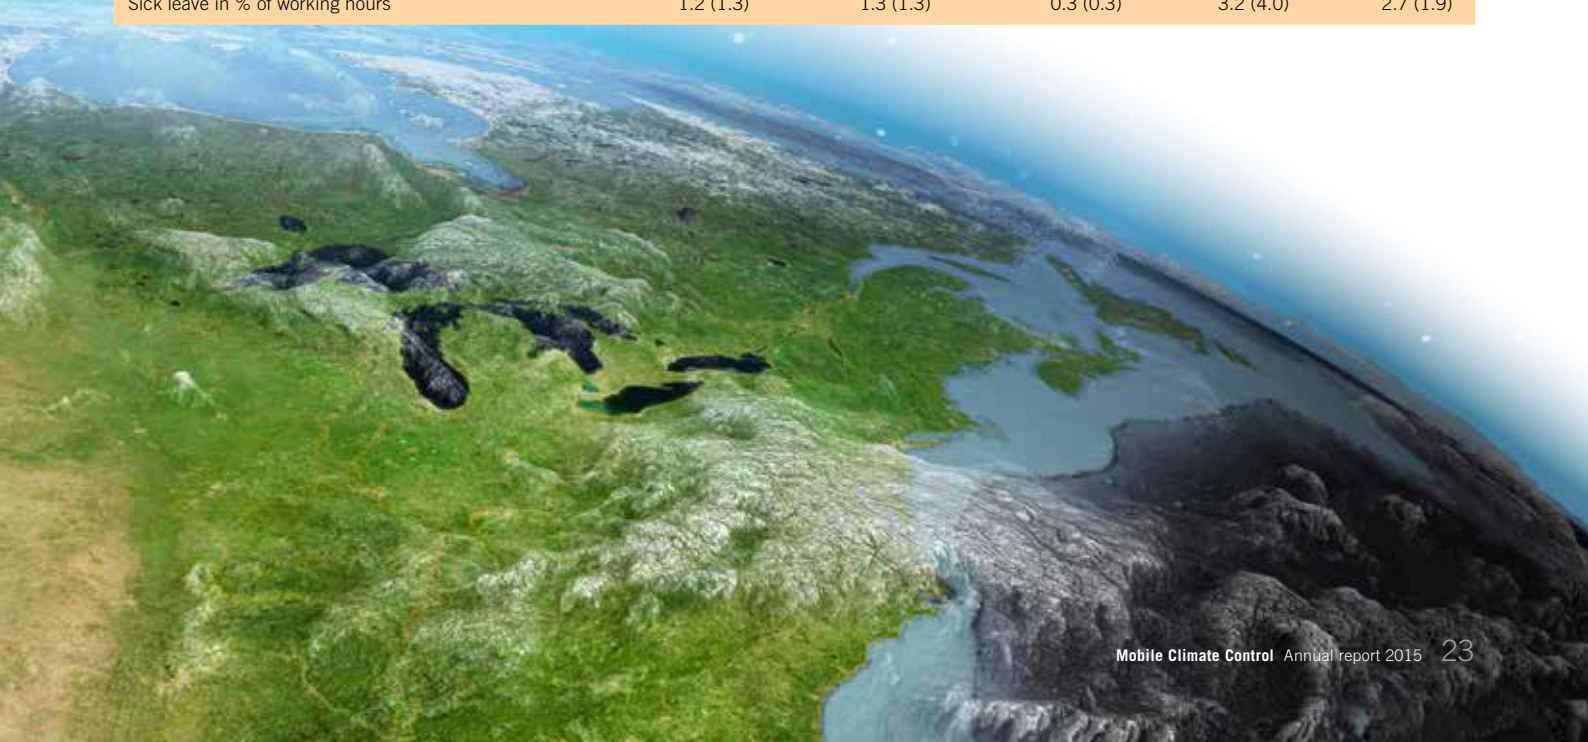 Sick leave in % of working hours 1.2 (1.3) 1.3 (1.3) 0.3 (0.3) 3.2 (4.0) 2.7 (1.9)
Mobile Climate Control Annual report 2015 23